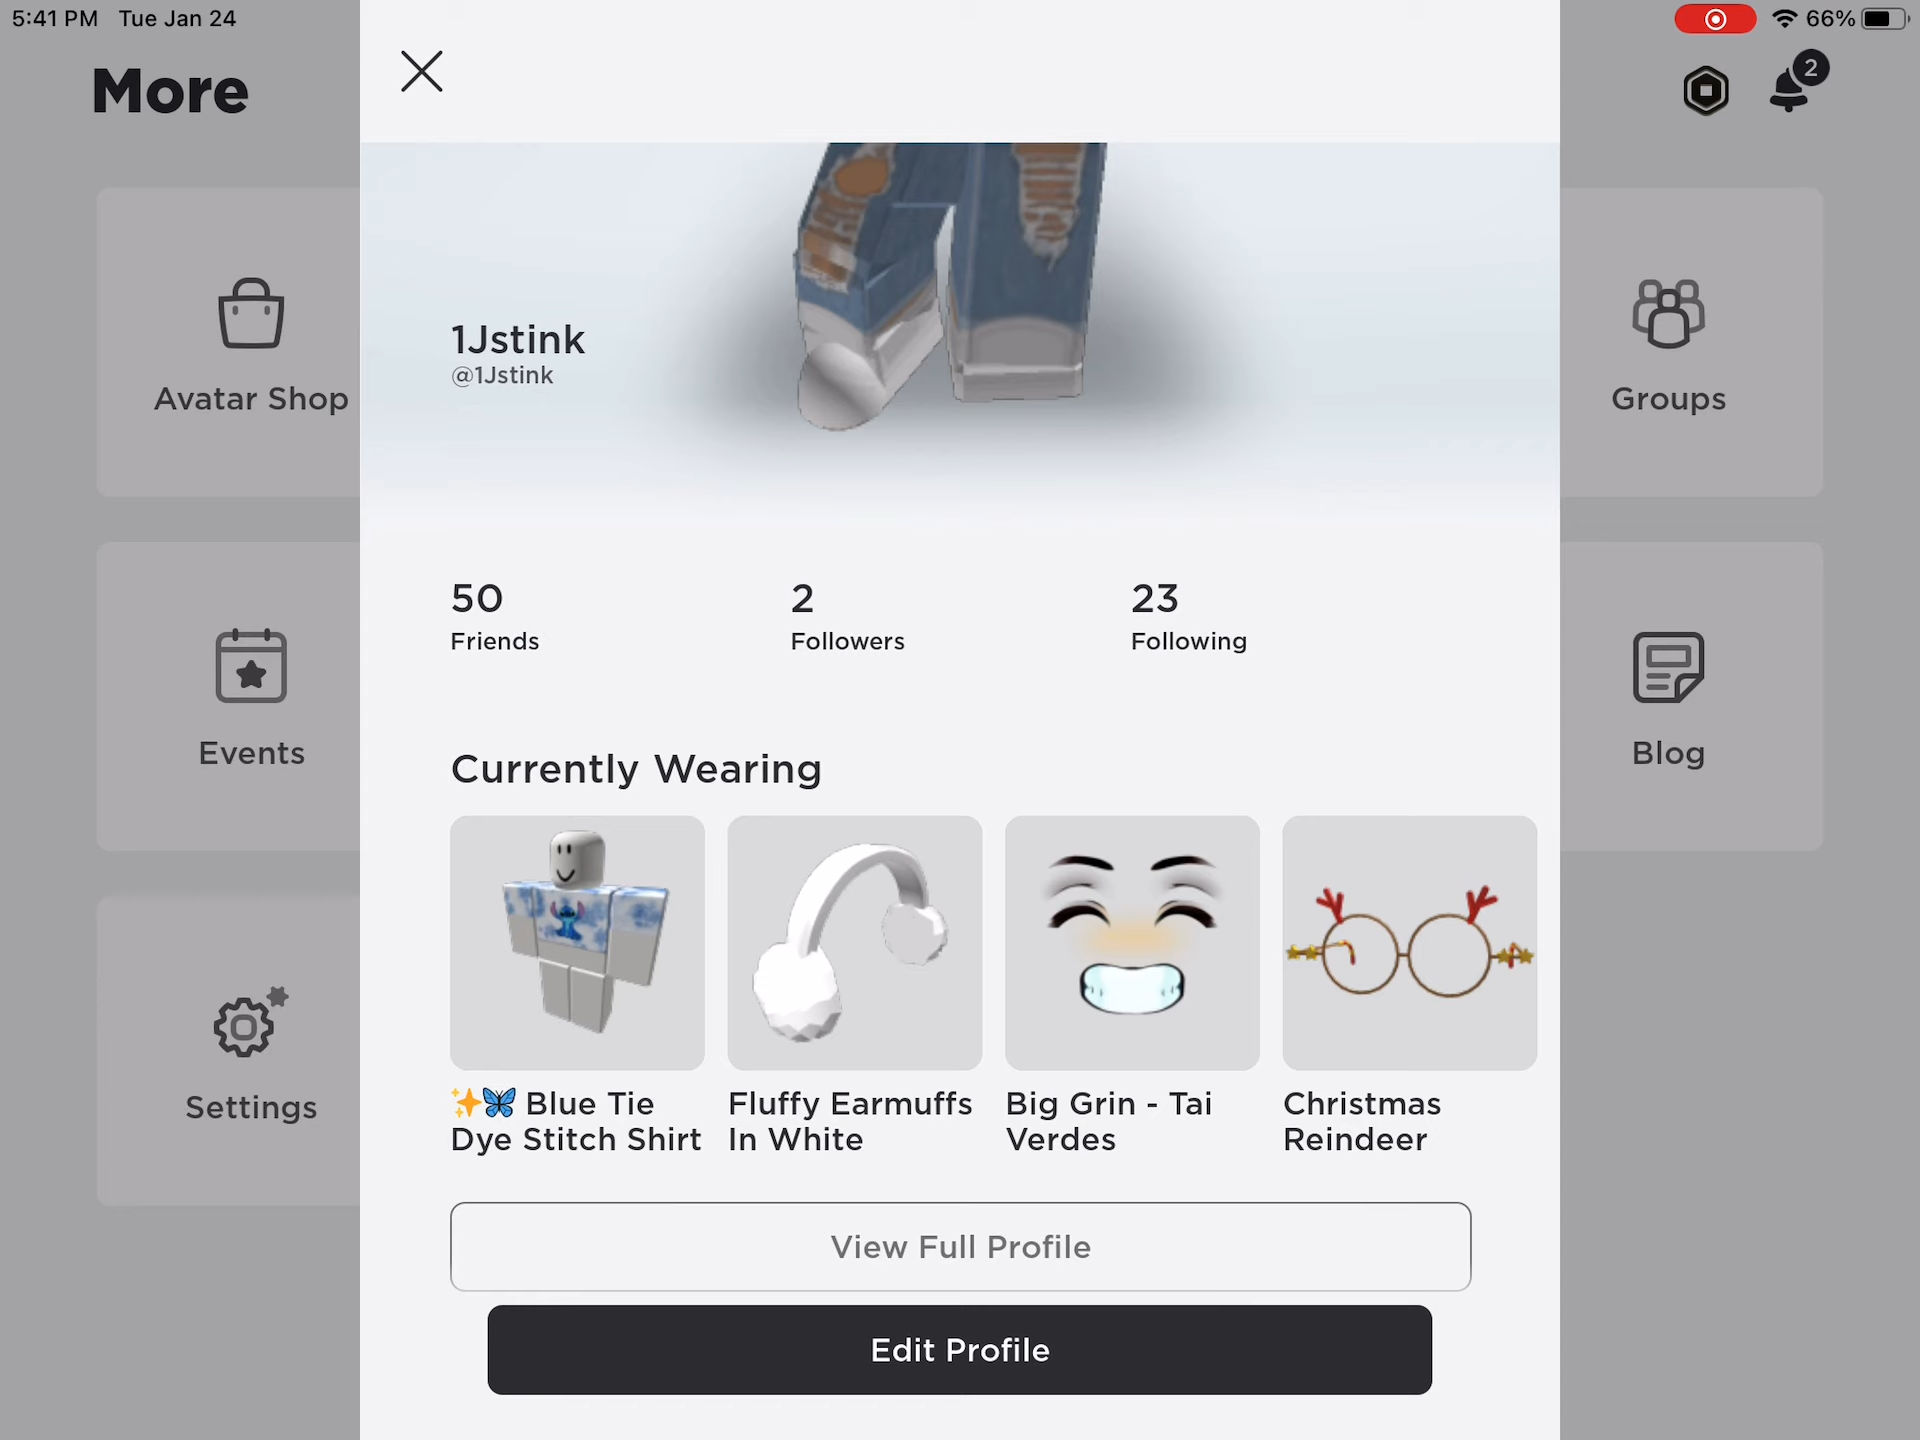 5:41 PM Tue Jan 24
66%
More
2
1Jstink
@1Jstink
Avatar Shop
Groups
50
2
23
Friends
Followers
Following
Events
Blog
Currently Wearing
✨🦋 Blue Tie
Dye Stitch Shirt
Fluffy Earmuffs
In White
Big Grin - Tai
Verdes
Christmas
Reindeer
Settings
View Full Profile
Edit Profile